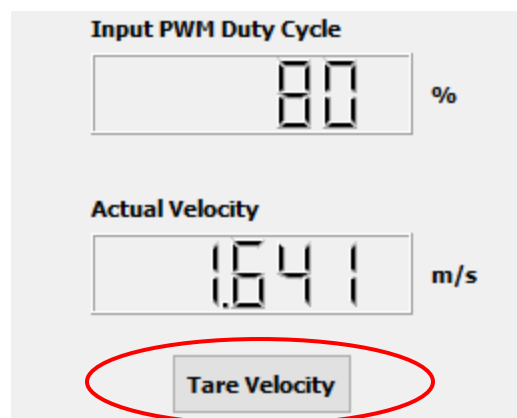 Input PWM Duty Cycle
80 %
Actual Velocity
1.641 m/s
Tare Velocity